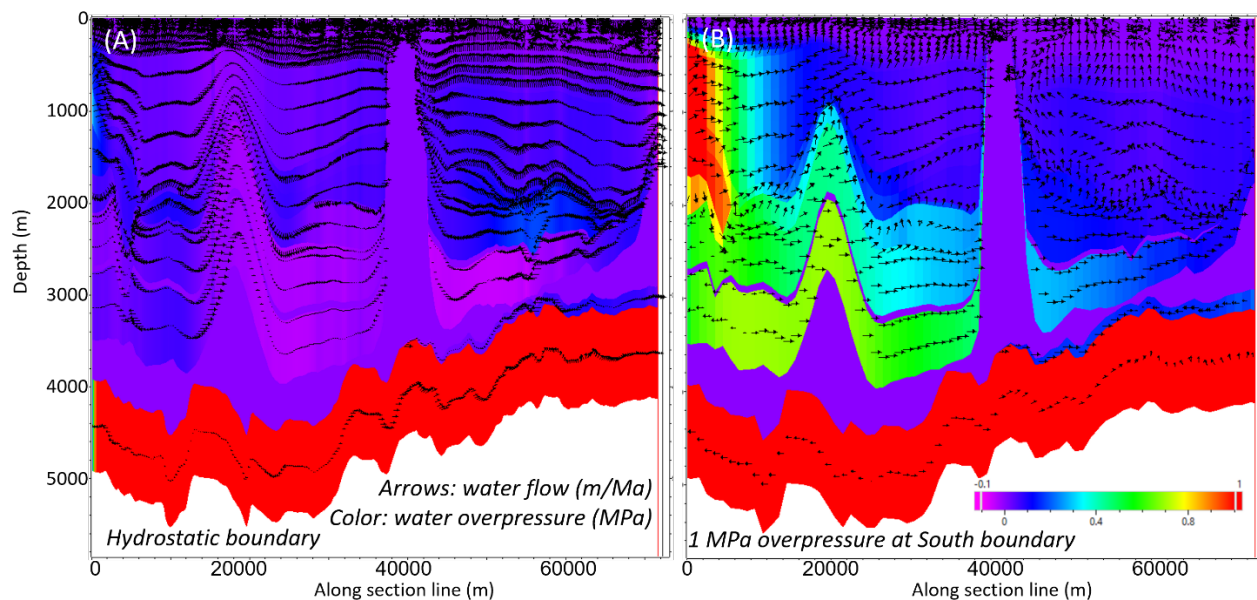 (A)
(B)
0
1000
2000
3000
4000
5000
Depth (m)
Arrows: water flow (m/Ma)
Color: water overpressure (MPa)
Hydrostatic boundary
-0.1
1
0
0.4
0.8
1 MPa overpressure at South boundary
0
20000
40000
60000
Along section line (m)
0
20000
40000
60000
Along section line (m)